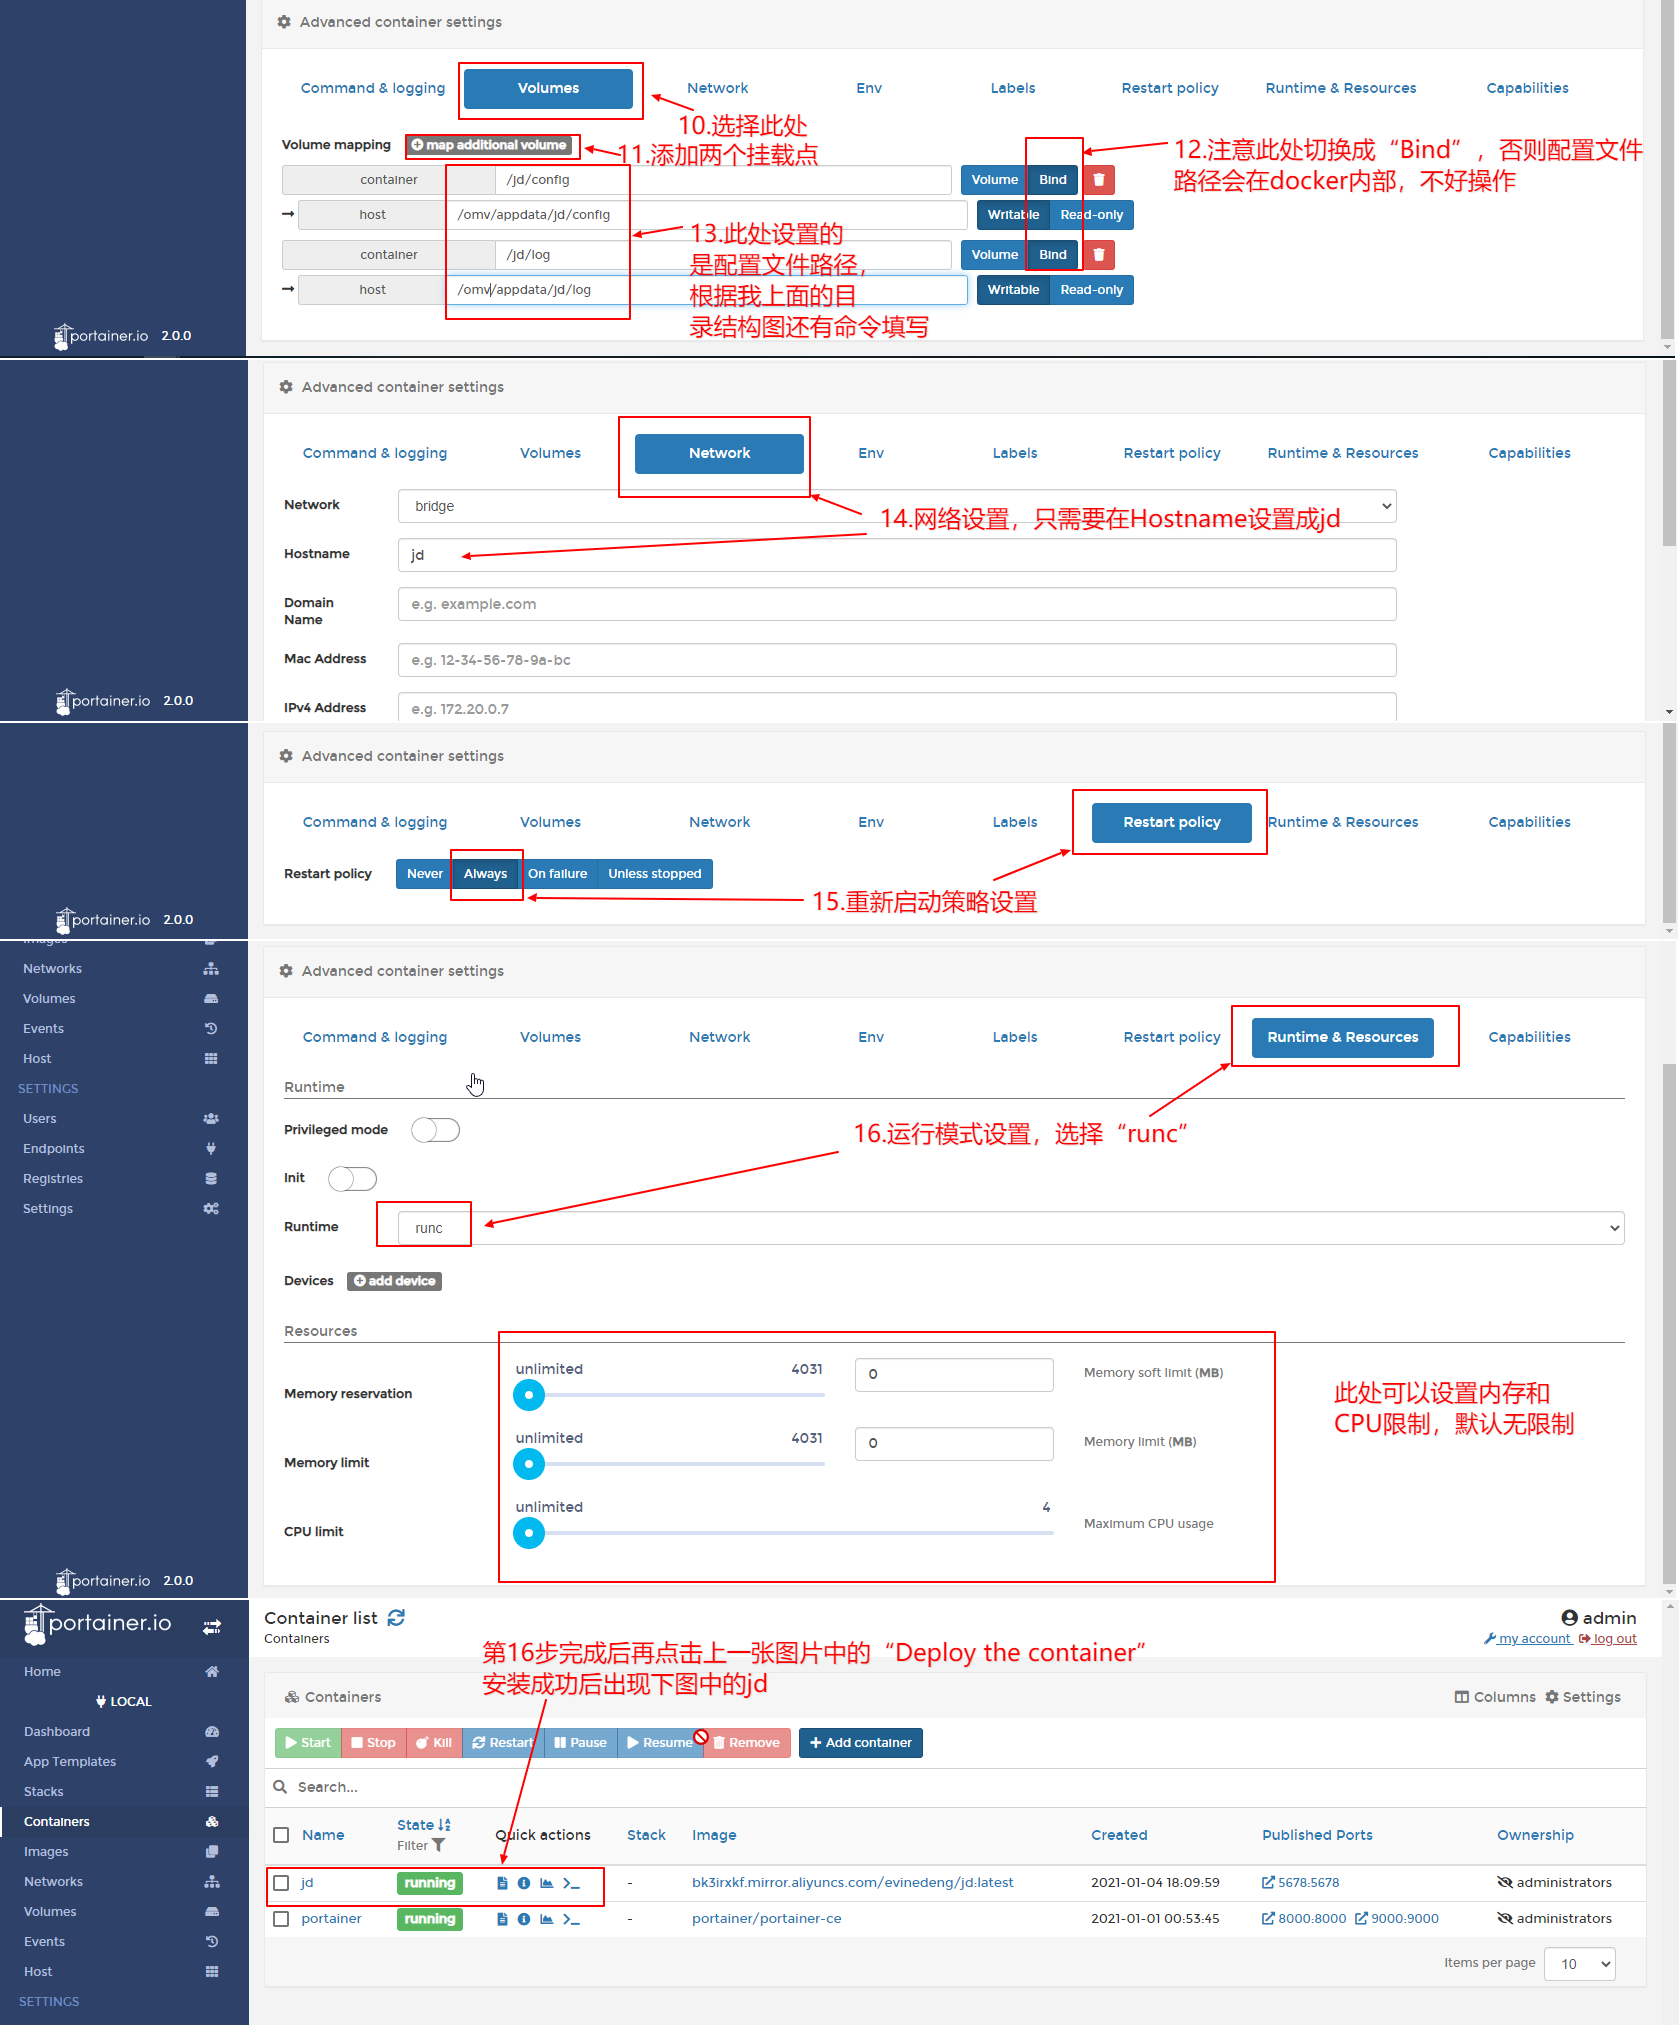 Advanced container settings
Command & logging Volumes Network Env Labels Restart policy Runtime & Resources Capabilities
10.选择此处
Volume mapping map additional volume
11.添加两个挂载点
12.注意此处切换成“Bind”，否则配置文件
路径会在docker内部，不好操作
container /jd/config Volume Bind
host /omv/appdata/jd/config Writable Read-only
13.此处设置的
是配置文件路径，
根据我上面的目
录结构图还有命令填写
container /jd/log Volume Bind
host /omv/appdata/jd/log Writable Read-only
portainer.io 2.0.0
Advanced container settings
Command & logging Volumes Network Env Labels Restart policy Runtime & Resources Capabilities
Network bridge
14.网络设置，只需要在Hostname设置成jd
Hostname jd
Domain
Name
e.g. example.com
Mac Address e.g. 12-34-56-78-9a-bc
IPv4 Address e.g. 172.20.0.7
portainer.io 2.0.0
Advanced container settings
Command & logging Volumes Network Env Labels Restart policy Runtime & Resources Capabilities
Restart policy Never Always On failure Unless stopped
15.重新启动策略设置
portainer.io 2.0.0
Images
Networks
Volumes
Events
Host
SETTINGS
Users
Endpoints
Registries
Settings
portainer.io 2.0.0
Advanced container settings
Command & logging Volumes Network Env Labels Restart policy Runtime & Resources Capabilities
Runtime
Privileged mode
16.运行模式设置，选择“runc”
Init
Runtime runc
Devices add device
Resources
Memory reservation unlimited 4031 0 Memory soft limit (MB)
Memory limit unlimited 4031 0 Memory limit (MB)
CPU limit unlimited 4 Maximum CPU usage
此处可以设置内存和
CPU限制，默认无限制
portainer.io
Home
LOCAL
Dashboard
App Templates
Stacks
Containers
Images
Networks
Volumes
Events
Host
SETTINGS
Container list
Containers
admin
my account log out
第16步完成后再点击上一张图片中的“Deploy the container”
安装成功后出现下图中的jd
Containers Columns Settings
Start Stop Kill Restart Pause Resume Remove Add container
Search...
Name State Filter Quick actions Stack Image Created Published Ports Ownership
jd running - bk3irxkf.mirror.aliyuncs.com/evinedeng/jd:latest 2021-01-04 18:09:59 5678:5678 administrators
portainer running - portainer/portainer-ce 2021-01-01 00:53:45 8000:8000 9000:9000 administrators
Items per page 10